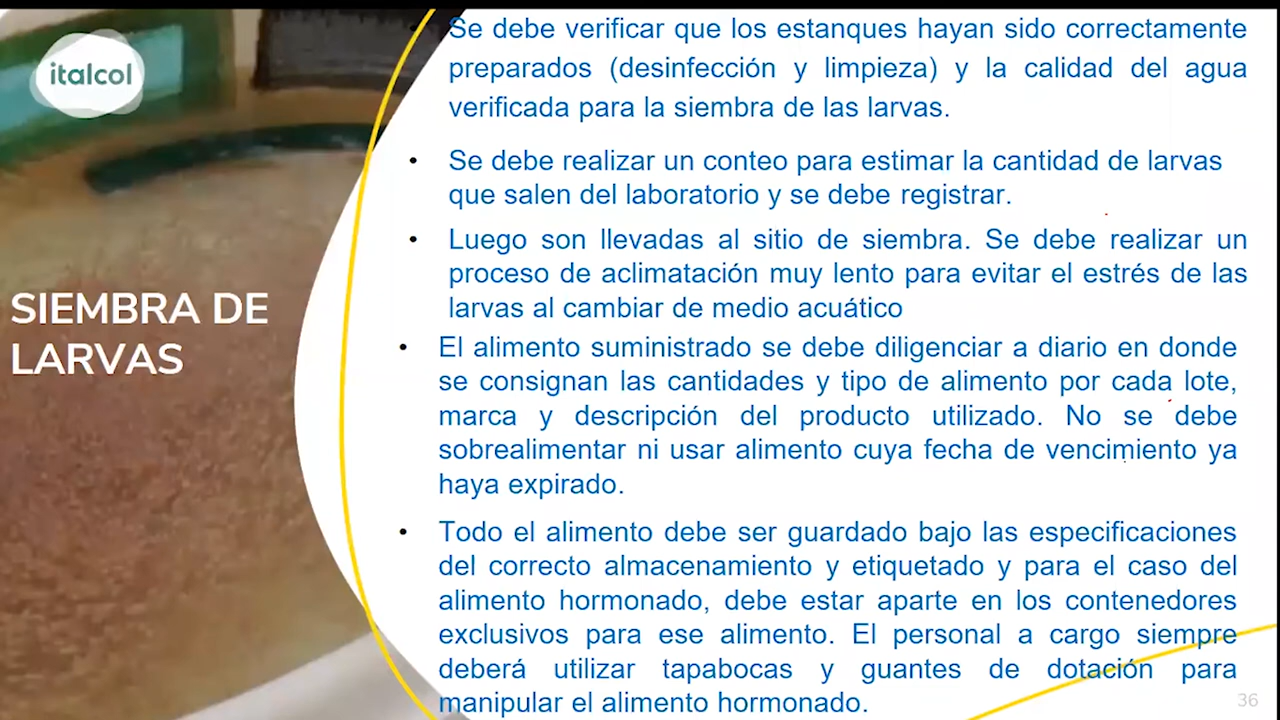 italcol
SIEMBRA DE
LARVAS
• Se debe verificar que los estanques hayan sido correctamente
preparados (desinfección y limpieza) y la calidad del agua
verificada para la siembra de las larvas.
• Se debe realizar un conteo para estimar la cantidad de larvas
que salen del laboratorio y se debe registrar.
• Luego son llevadas al sitio de siembra. Se debe realizar un
proceso de aclimatación muy lento para evitar el estrés de las
larvas al cambiar de medio acuático
• El alimento suministrado se debe diligenciar a diario en donde
se consignan las cantidades y tipo de alimento por cada lote,
marca y descripción del producto utilizado. No se debe
sobrealimentar ni usar alimento cuya fecha de vencimiento ya
haya expirado.
• Todo el alimento debe ser guardado bajo las especificaciones
del correcto almacenamiento y etiquetado y para el caso del
alimento hormonado, debe estar aparte en los contenedores
exclusivos para ese alimento. El personal a cargo siempre
deberá utilizar tapabocas y guantes de dotación para
manipular el alimento hormonado.
36